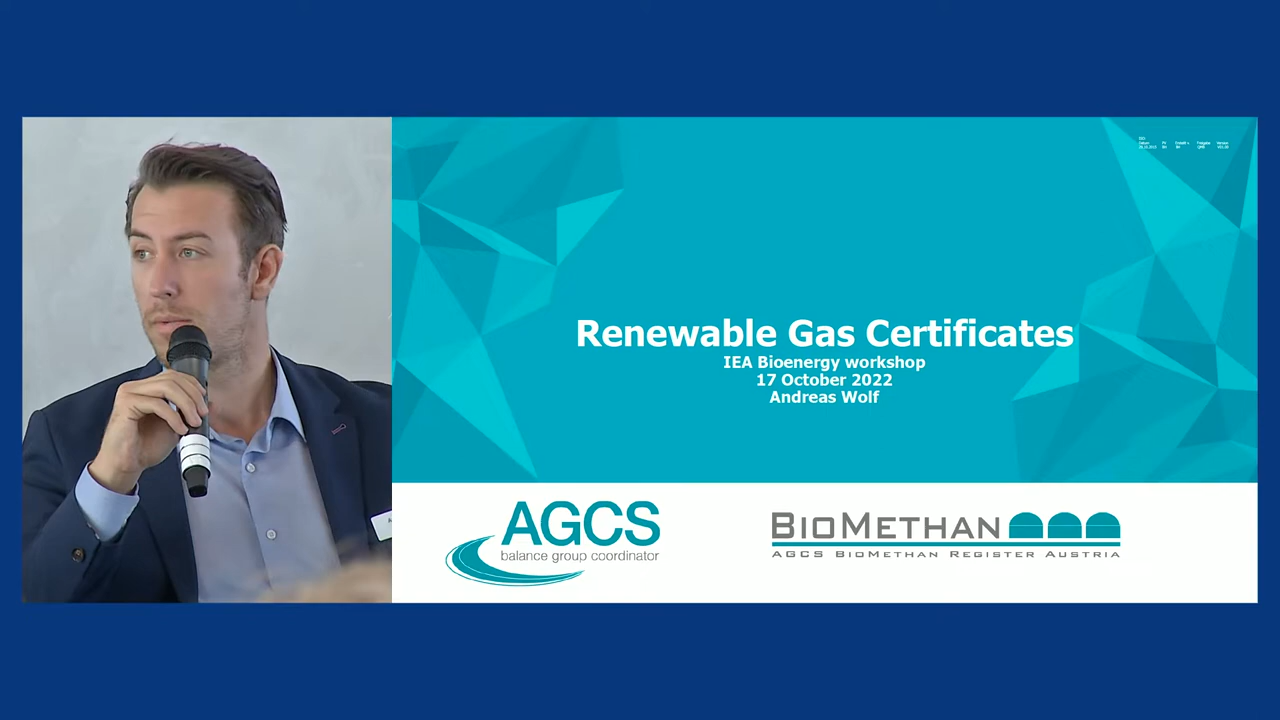 Renewable Gas Certificates
IEA Bioenergy workshop
17 October 2022
Andreas Wolf
AGCS
balance group coordinator
BIOMETHAN
AGCS BIOMETHAN REGISTER AUSTRIA